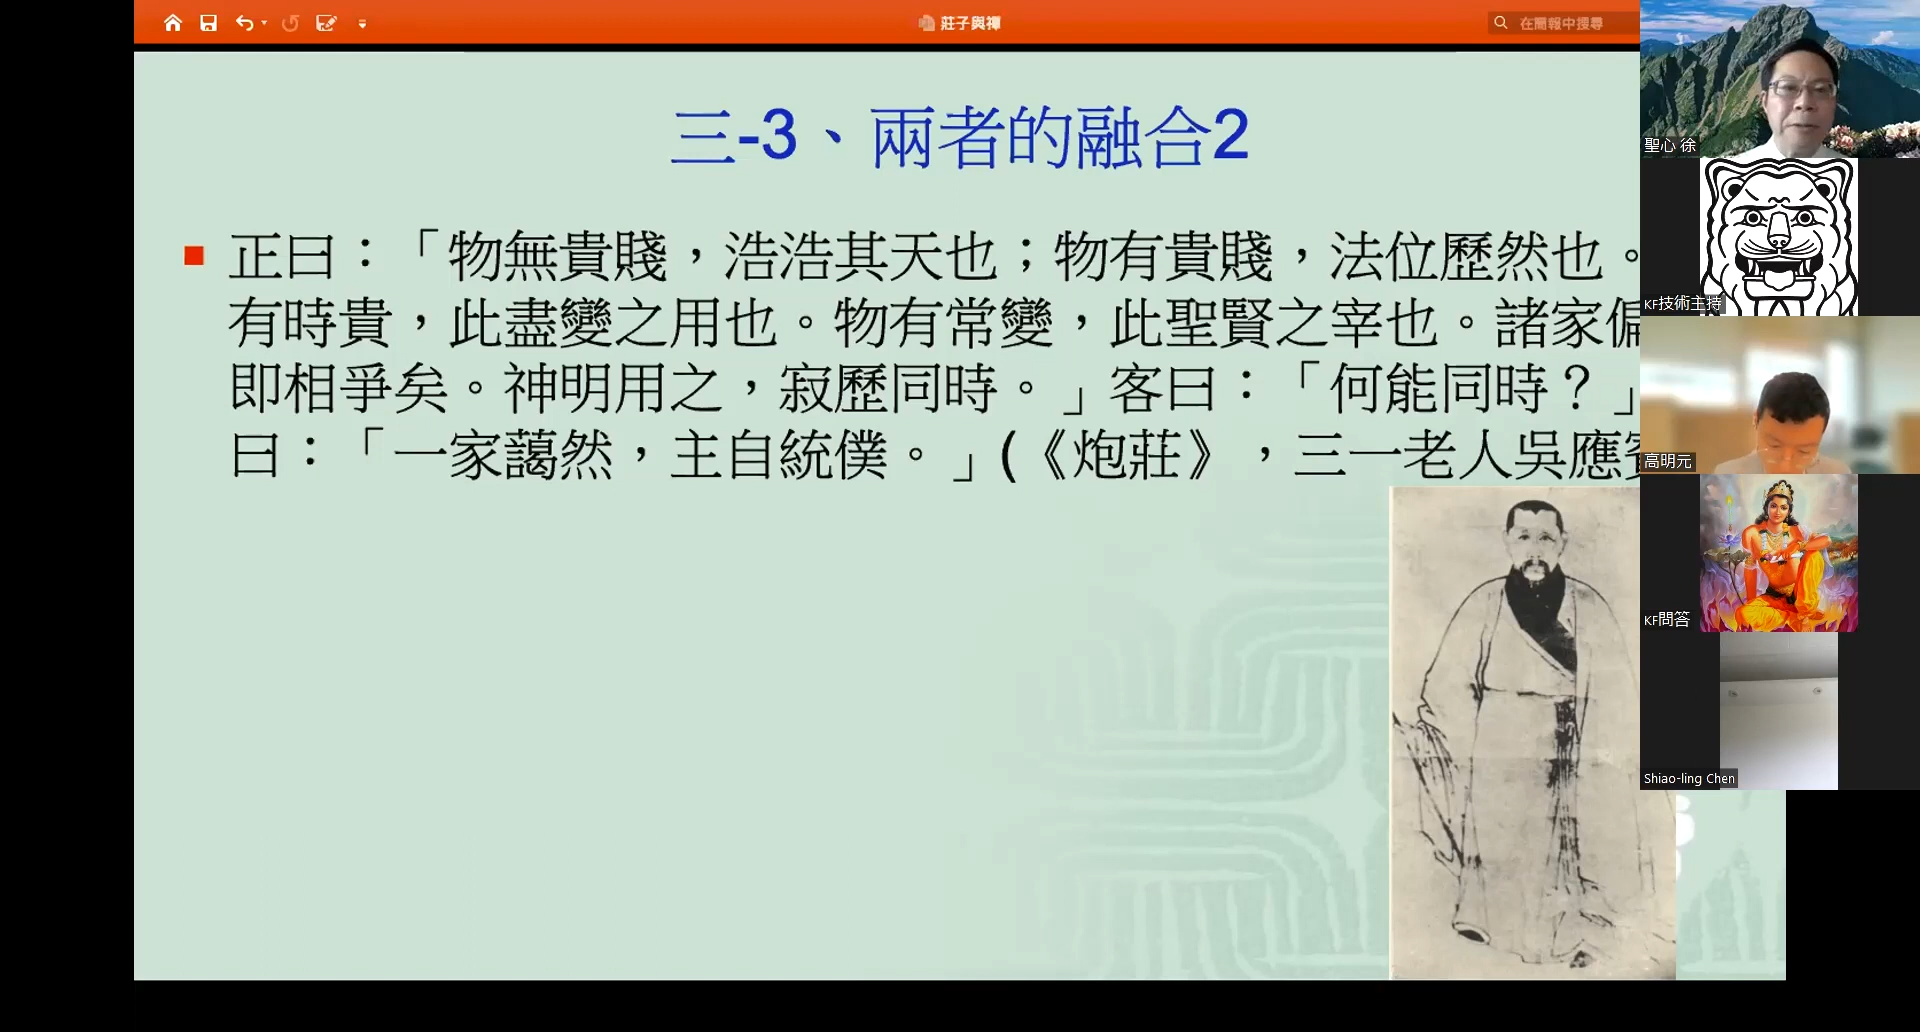 莊子與禪
在簡報中搜尋
三-3、兩者的融合2
正曰：「物無貴賤，浩浩其天也；物有貴賤，法位歷然也。
有時貴，此盡變之用也。物有常變，此聖賢之宰也。諸家偏
即相爭矣。神明用之，寂歷同時。」客曰：「何能同時？」
曰：「一家藹然，主自統僕。」(《炮莊》，三一老人吳應
聖心 徐
KF技術主持
高明元
KF問答
Shiao-ling Chen